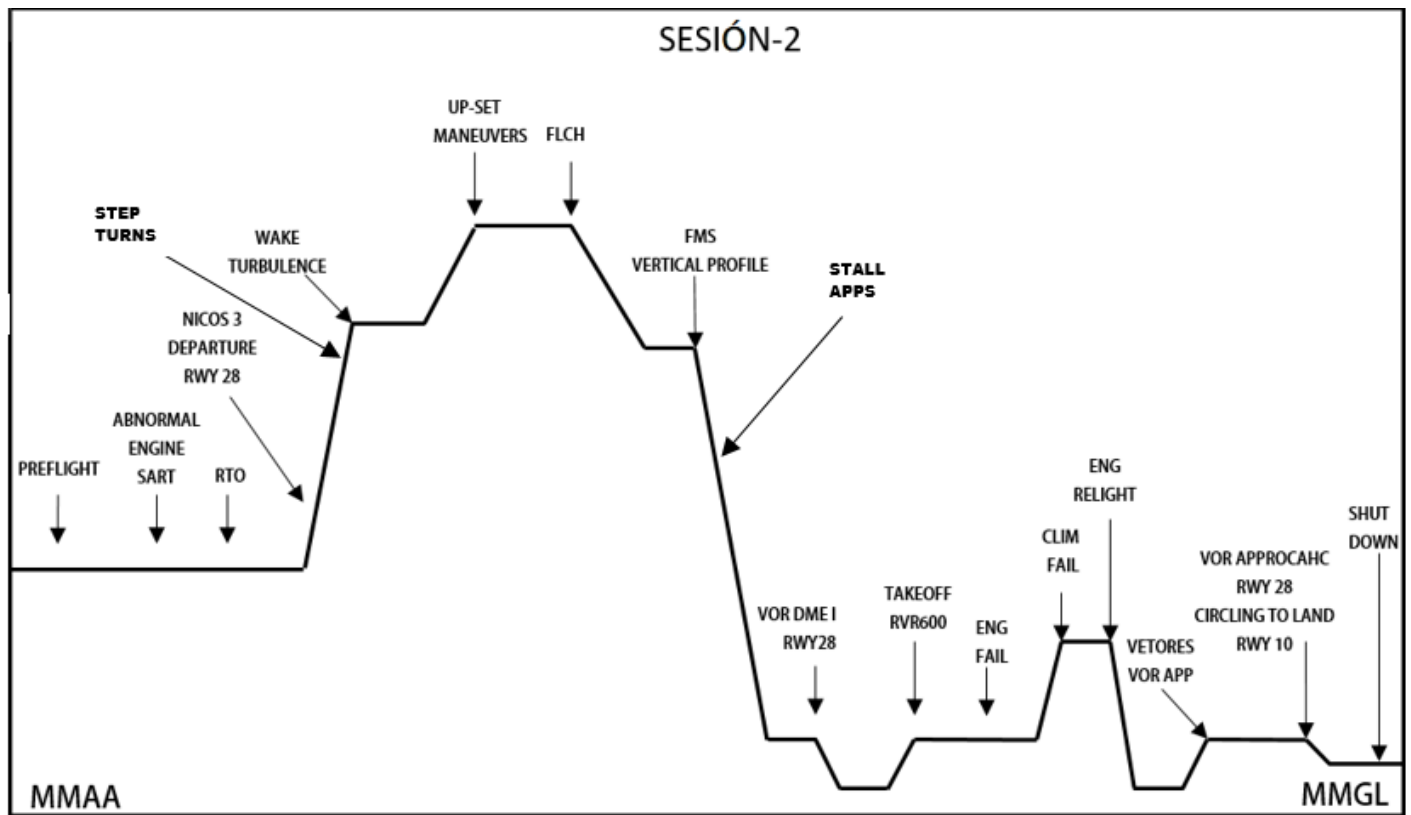 SESIÓN-2
UP-SET
MANEUVERS
FLCH
STEP
TURNS
WAKE
TURBULENCE
FMS
VERTICAL PROFILE
STALL
APPS
NICOS 3
DEPARTURE
RWY 28
ABNORMAL
ENGINE
SART
PREFLIGHT
RTO
ENG
RELIGHT
CLIM
FAIL
SHUT
DOWN
VOR APPROCAHC
RWY 28
CIRCLING TO LAND
RWY 10
VOR DME I
RWY28
TAKEOFF
RVR600
ENG
FAIL
VETORES
VOR APP
MMAA
MMGL